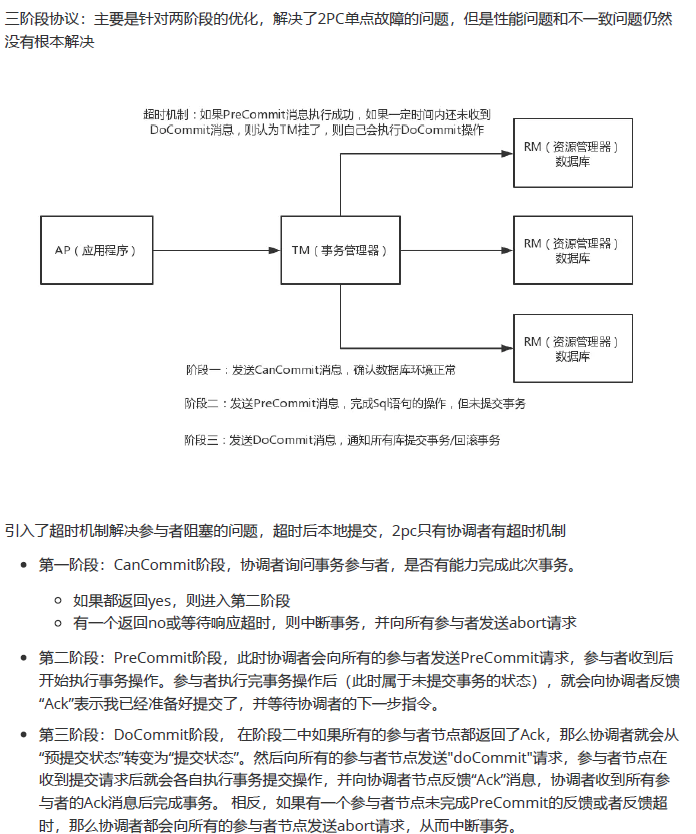 三阶段协议：主要是针对两阶段的优化，解决了2PC单点故障的问题，但是性能问题和不一致问题仍然
没有根本解决
超时机制：如果PreCommit消息执行成功，如果一定时间内还未收到
DoCommit消息，则认为TM挂了，则自己会执行DoCommit操作
RM（资源管理器）
数据库
AP（应用程序）
TM（事务管理器）
RM（资源管理器）
数据库
RM（资源管理器）
数据库
阶段一：发送CanCommit消息，确认数据库环境正常
阶段二：发送PreCommit消息，完成Sql语句的操作，但未提交事务
阶段三：发送DoCommit消息，通知所有库提交事务/回滚事务
引入了超时机制解决参与者阻塞的问题，超时后本地提交，2pc只有协调者有超时机制
第一阶段：CanCommit阶段，协调者询问事务参与者，是否有能力完成此次事务。
如果都返回yes，则进入第二阶段
有一个返回no或等待响应超时，则中断事务，并向所有参与者发送abort请求
第二阶段：PreCommit阶段，此时协调者会向所有的参与者发送PreCommit请求，参与者收到后
开始执行事务操作。参与者执行完事务操作后（此时属于未提交事务的状态），就会向协调者反馈
“Ack”表示我已经准备好提交了，并等待协调者的下一步指令。
第三阶段：DoCommit阶段， 在阶段二中如果所有的参与者节点都返回了Ack，那么协调者就会从
“预提交状态”转变为“提交状态”。然后向所有的参与者节点发送"doCommit"请求，参与者节点在
收到提交请求后就会各自执行事务提交操作，并向协调者节点反馈“Ack”消息，协调者收到所有参
与者的Ack消息后完成事务。 相反，如果有一个参与者节点未完成PreCommit的反馈或者反馈超
时，那么协调者都会向所有的参与者节点发送abort请求，从而中断事务。